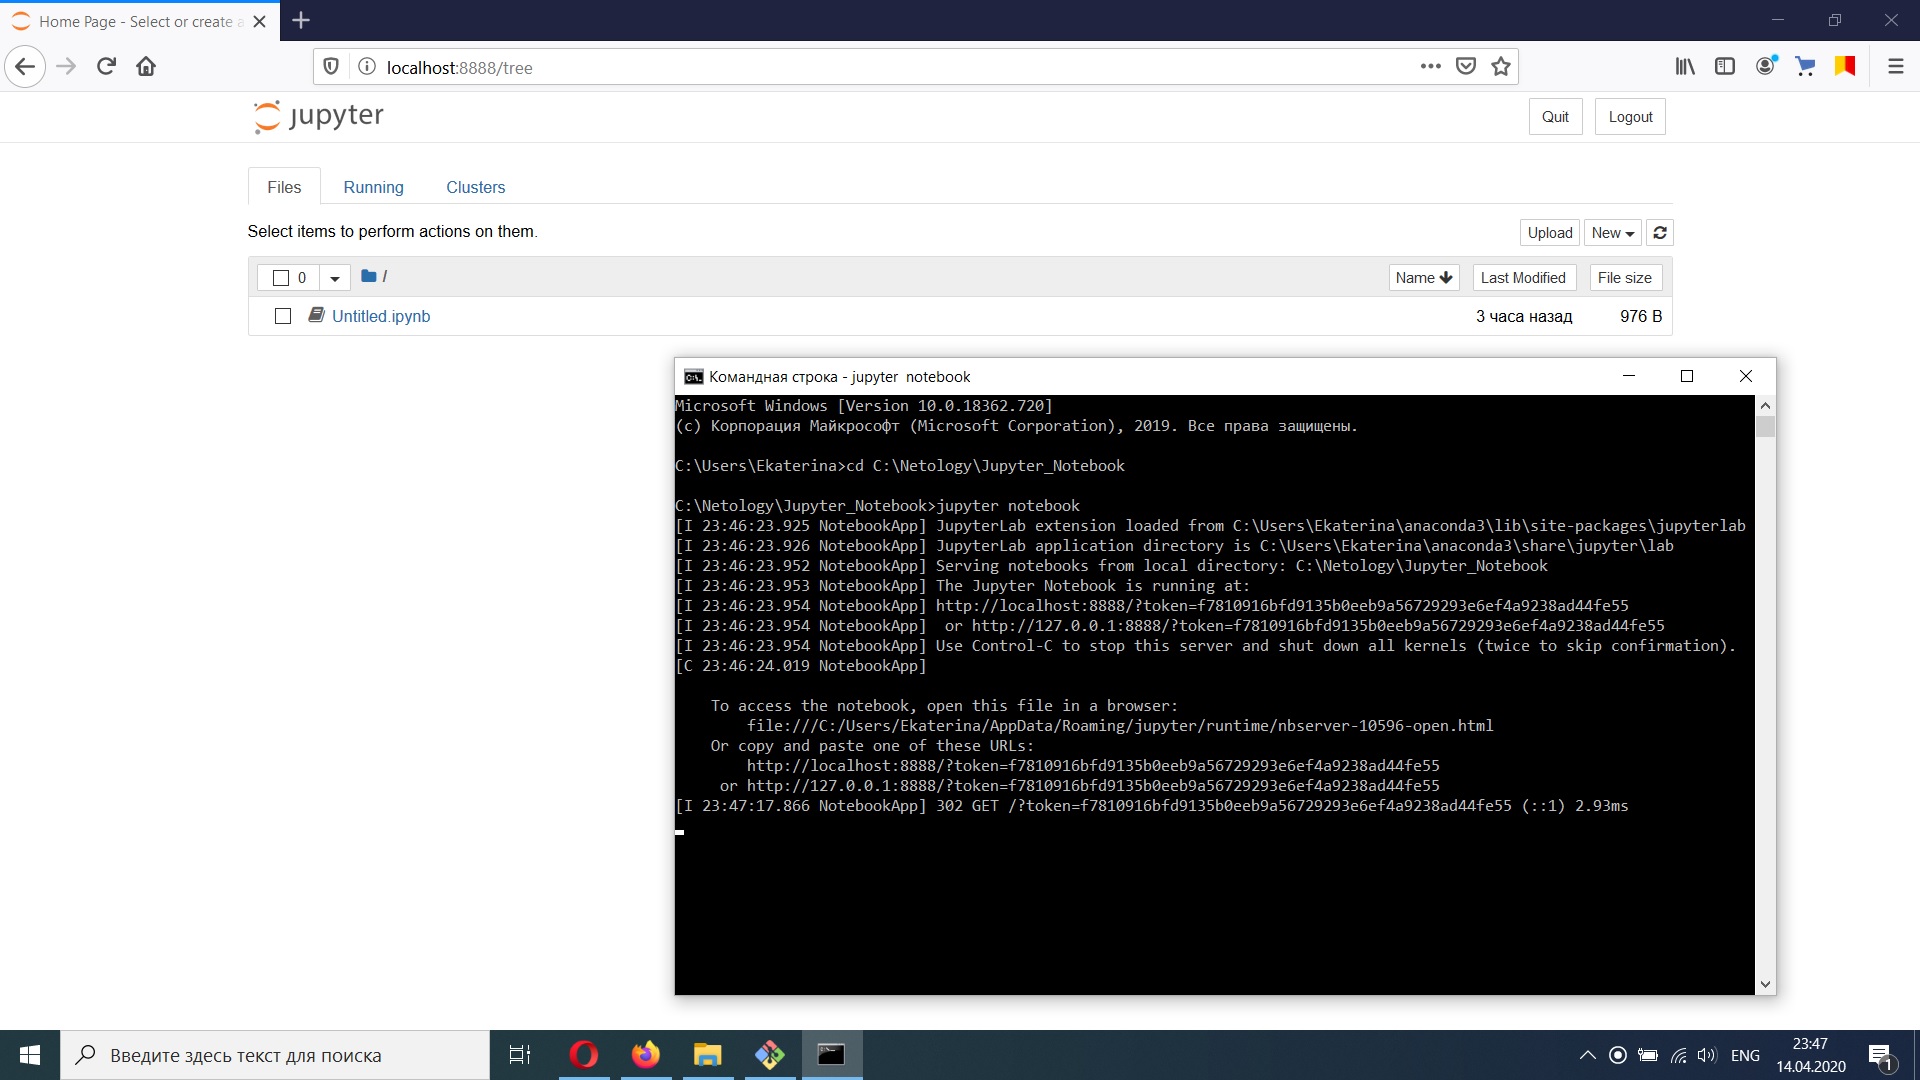 Home Page - Select or create a
localhost:8888/tree
jupyter
Quit
Logout
Files
Running
Clusters
Select items to perform actions on them.
Upload
New
0
/
Name
Last Modified
File size
Untitled.ipynb
3 часа назад
976 B
Командная строка - jupyter  notebook
Microsoft Windows [Version 10.0.18362.720]
(c) Корпорация Майкрософт (Microsoft Corporation), 2019. Все права защищены.
C:\Users\Ekaterina>cd C:\Netology\Jupyter_Notebook
C:\Netology\Jupyter_Notebook>jupyter notebook
[I 23:46:23.925 NotebookApp] JupyterLab extension loaded from C:\Users\Ekaterina\anaconda3\lib\site-packages\jupyterlab
[I 23:46:23.926 NotebookApp] JupyterLab application directory is C:\Users\Ekaterina\anaconda3\share\jupyter\lab
[I 23:46:23.952 NotebookApp] Serving notebooks from local directory: C:\Netology\Jupyter_Notebook
[I 23:46:23.953 NotebookApp] The Jupyter Notebook is running at:
[I 23:46:23.954 NotebookApp] http://localhost:8888/?token=f7810916bfd9135b0eeb9a56729293e6ef4a9238ad44fe55
[I 23:46:23.954 NotebookApp]  or http://127.0.0.1:8888/?token=f7810916bfd9135b0eeb9a56729293e6ef4a9238ad44fe55
[I 23:46:23.954 NotebookApp] Use Control-C to stop this server and shut down all kernels (twice to skip confirmation).
[C 23:46:24.019 NotebookApp]
To access the notebook, open this file in a browser:
file:///C:/Users/Ekaterina/AppData/Roaming/jupyter/runtime/nbserver-10596-open.html
Or copy and paste one of these URLs:
http://localhost:8888/?token=f7810916bfd9135b0eeb9a56729293e6ef4a9238ad44fe55
or http://127.0.0.1:8888/?token=f7810916bfd9135b0eeb9a56729293e6ef4a9238ad44fe55
[I 23:47:17.866 NotebookApp] 302 GET /?token=f7810916bfd9135b0eeb9a56729293e6ef4a9238ad44fe55 (::1) 2.93ms
Введите здесь текст для поиска
ENG
23:47
14.04.2020
1